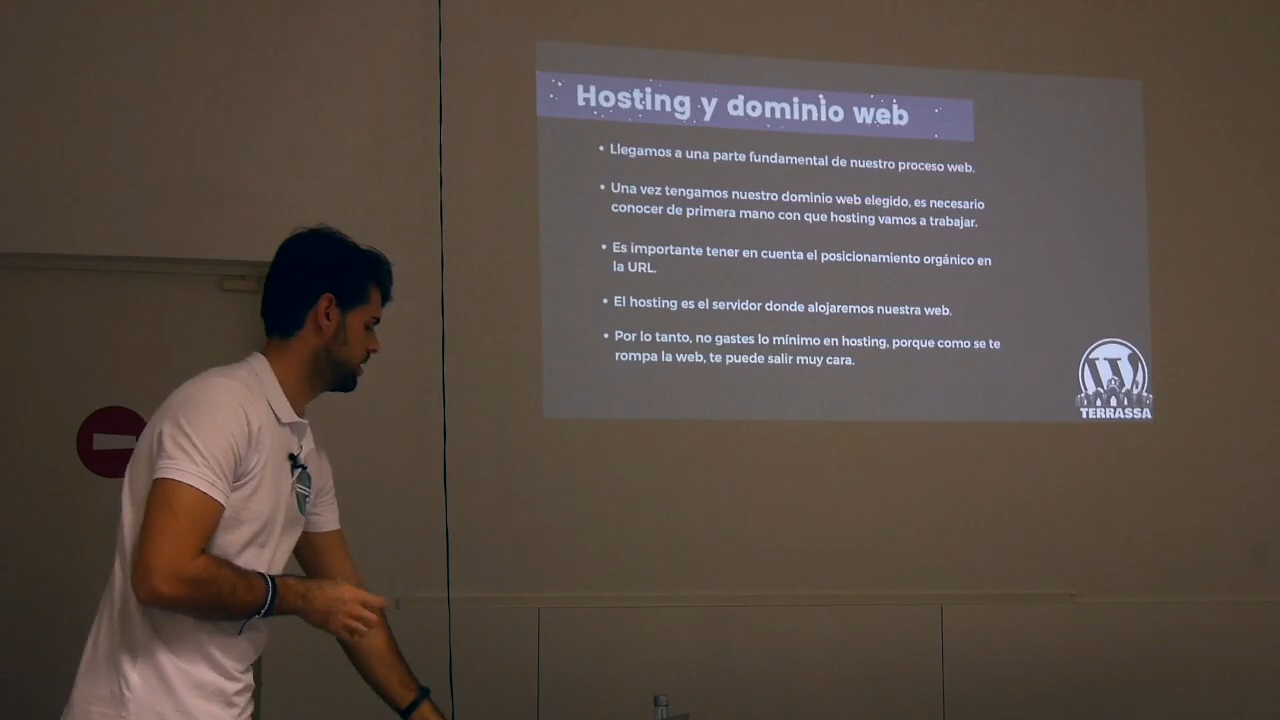 Hosting y dominio web
• Llegamos a una parte fundamental de nuestro proceso web.
• Una vez tengamos nuestro dominio web elegido, es necesario
conocer de primera mano con que hosting vamos a trabajar.
• Es importante tener en cuenta el posicionamiento orgánico en
la URL.
• El hosting es el servidor donde alojaremos nuestra web.
• Por lo tanto, no gastes lo mínimo en hosting, porque como se te
rompa la web, te puede salir muy cara.
TERRASSA